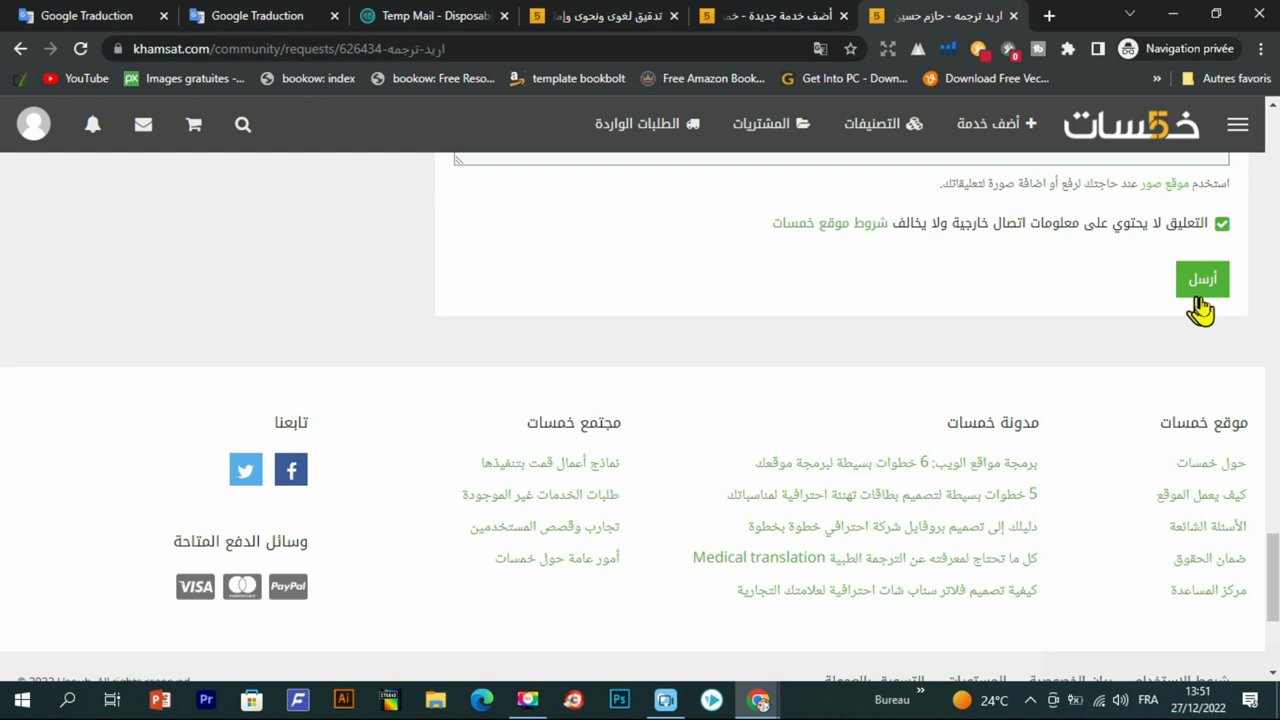 Google Traduction
Google Traduction
Temp Mail - Disposab
تدقيق لغوى ونحوى وإما
أضف خدمة جديدة - خم
اريد ترجمه - حازم حسين
khamsat.com/community/requests/626434-اريد-ترجمه
0
Navigation privée
YouTube
Images gratuites -...
bookow: index
bookow: Free Reso...
template bookbolt
Free Amazon Book...
Get Into PC - Down...
Download Free Vec...
»
Autres favoris
خمسات
+ أضف خدمة
التصنيفات
المشتريات
الطلبات الواردة
استخدم موقع صور عند حاجتك لرفع أو اضافة صورة لتعليقاتك.
التعليق لا يحتوي على معلومات اتصال خارجية ولا يخالف شروط موقع خمسات
أرسل
موقع خمسات
حول خمسات
كيف يعمل الموقع
الأسئلة الشائعة
ضمان الحقوق
مركز المساعدة
مدونة خمسات
برمجة مواقع الويب: 6 خطوات بسيطة لبرمجة موقعك
5 خطوات بسيطة لتصميم بطاقات تهنئة احترافية لمناسباتك
دليلك إلى تصميم بروفايل شركة احترافي خطوة بخطوة
كل ما تحتاج لمعرفته عن الترجمة الطبية Medical translation
كيفية تصميم فلاتر سناب شات احترافية لعلامتك التجارية
مجتمع خمسات
نماذج أعمال قمت بتنفيذها
طلبات الخدمات غير الموجودة
تجارب وقصص المستخدمين
أمور عامة حول خمسات
تابعنا
وسائل الدفع المتاحة
VISA
mastercard
PayPal
Bureau
»
24°C
FRA
13:51
27/12/2022